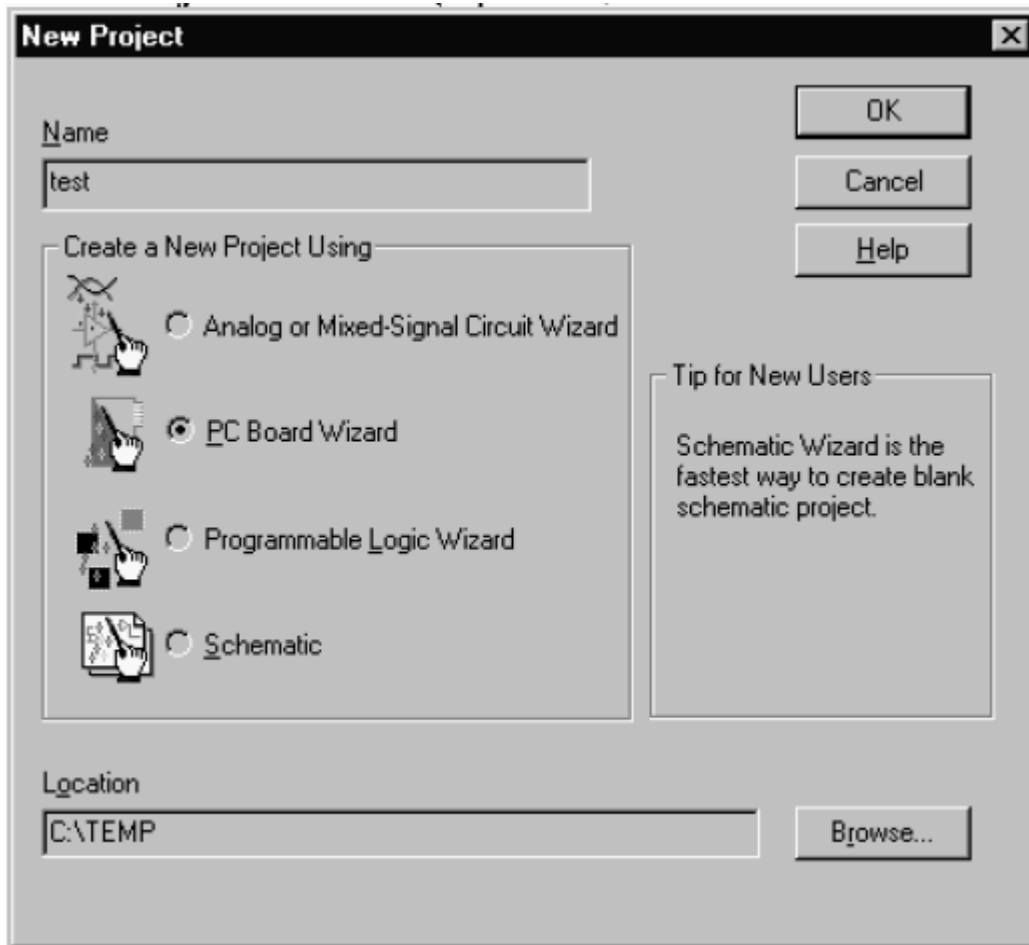 New Project
Name
test
OK
Cancel
Help
Create a New Project Using
Analog or Mixed-Signal Circuit Wizard
PC Board Wizard
Programmable Logic Wizard
Schematic
Tip for New Users
Schematic Wizard is the
fastest way to create blank
schematic project.
Location
C:\TEMP
Browse...